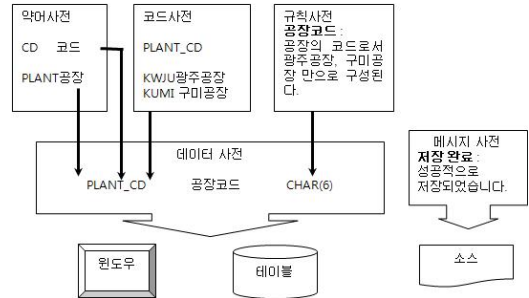 약어사전
CD 코드
PLANT공장
코드사전
PLANT_CD
KWJU광주공장
KUMI 구미공장
규칙사전
공장코드 :
공장의 코드로서
광주공장, 구미공
장 만으로 구성된
다.
데이터 사전
PLANT_CD 공장코드 CHAR(6)
메시지 사전
저장 완료 :
성공적으로
저장되었습니다.
윈도우
테이블
소스